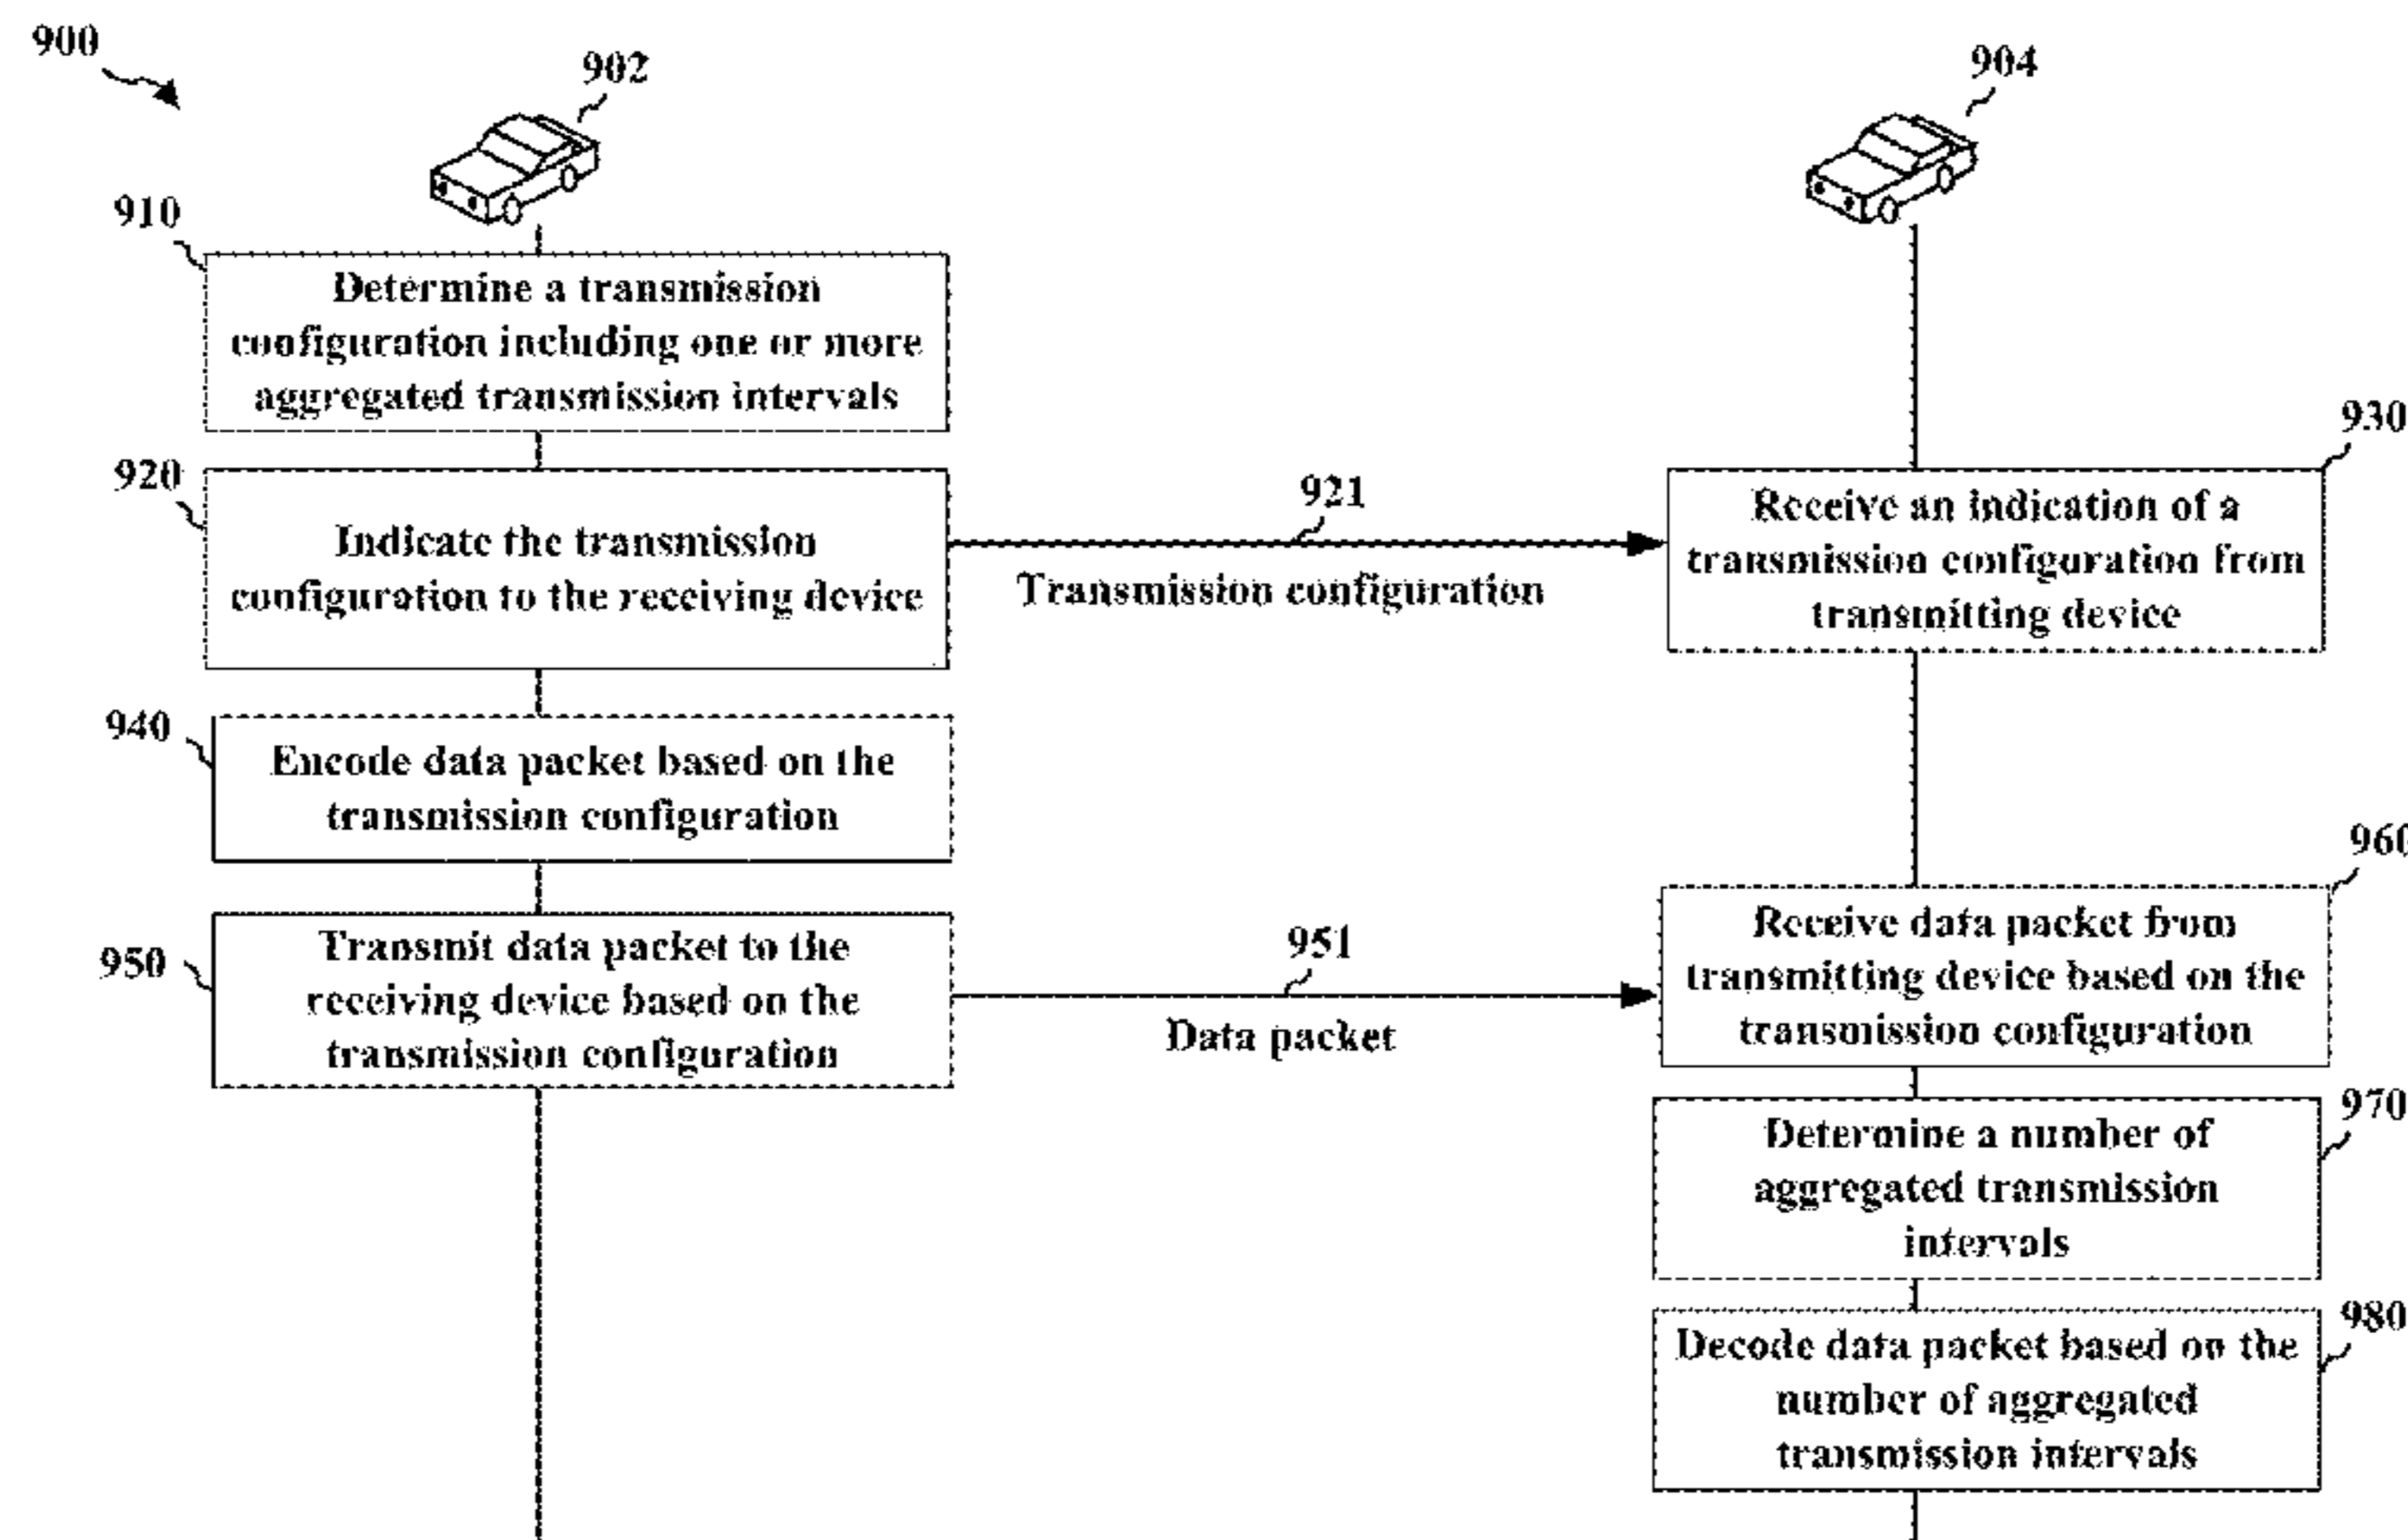 900
902
904
910
Determine a transmission
configuration including one or more
aggregated transmission intervals
920
Indicate the transmission
configuration to the receiving device
921
Transmission configuration
930
Receive an indication of a
transmission configuration from
transmitting device
940
Encode data packet based on the
transmission configuration
950
Transmit data packet to the
receiving device based on the
transmission configuration
951
Data packet
960
Receive data packet from
transmitting device based on the
transmission configuration
970
Determine a number of
aggregated transmission
intervals
980
Decode data packet based on the
number of aggregated
transmission intervals